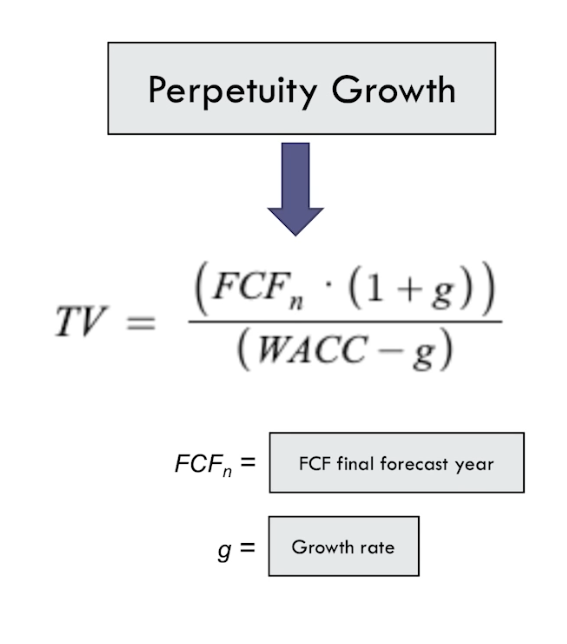 Perpetuity Growth
TV = (FCFₙ · (1 + g)) / (WACC − g)
FCFₙ = FCF final forecast year
g = Growth rate